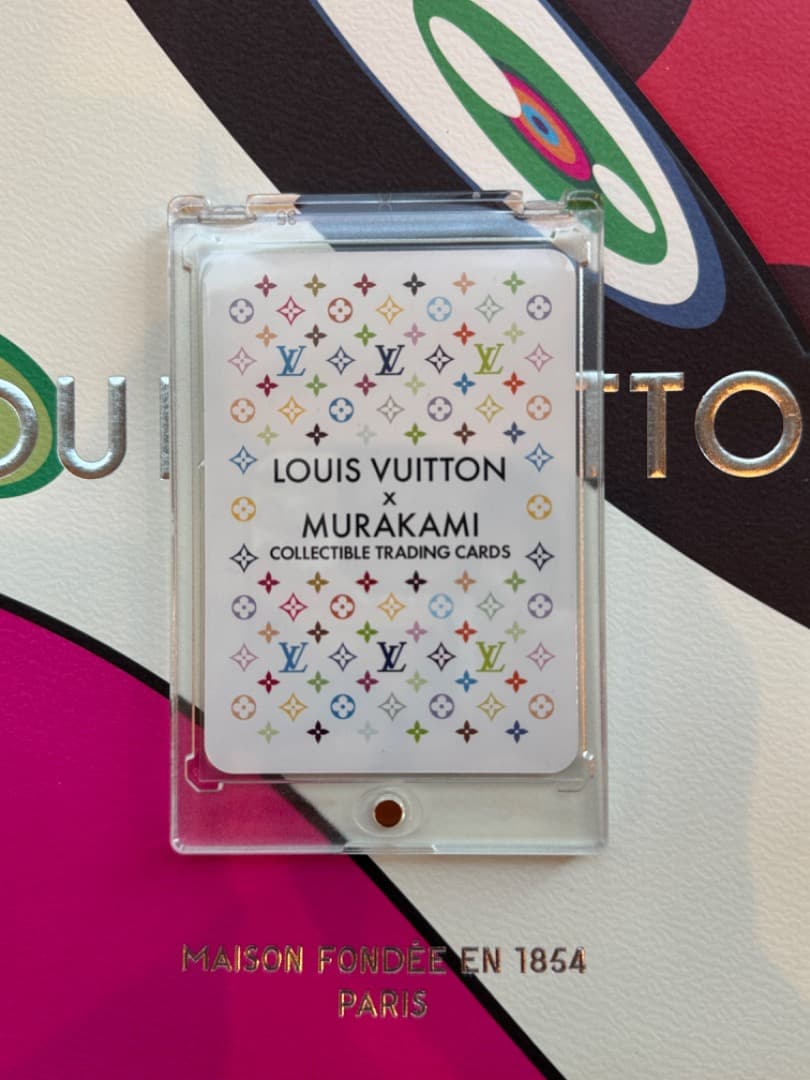 LOUIS VUITTON
x
MURAKAMI
COLLECTIBLE TRADING CARDS
MAISON FONDÉE EN 1854
PARIS